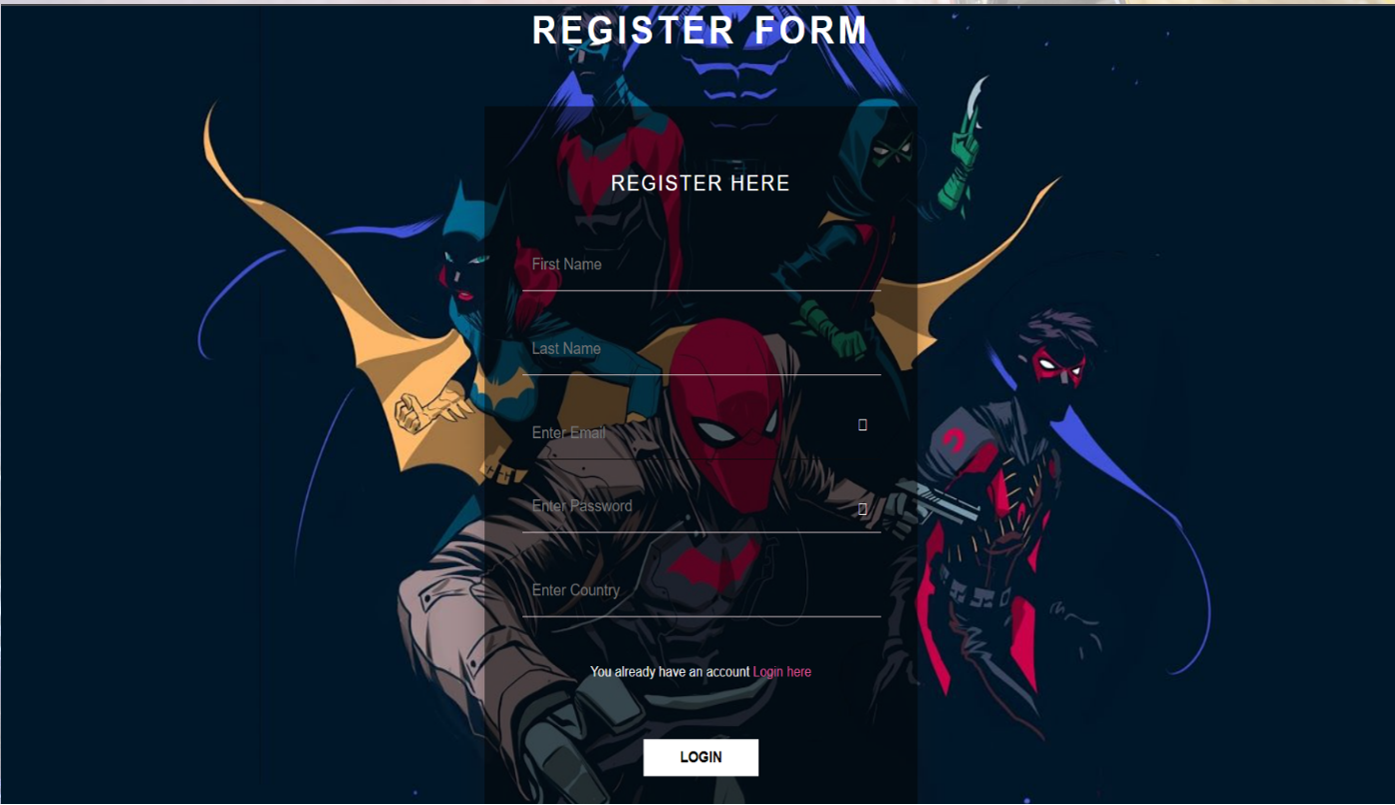 REGISTER FORM
REGISTER HERE
First Name
Last Name
Enter Email
Enter Password
Enter Country
You already have an account Login here
LOGIN